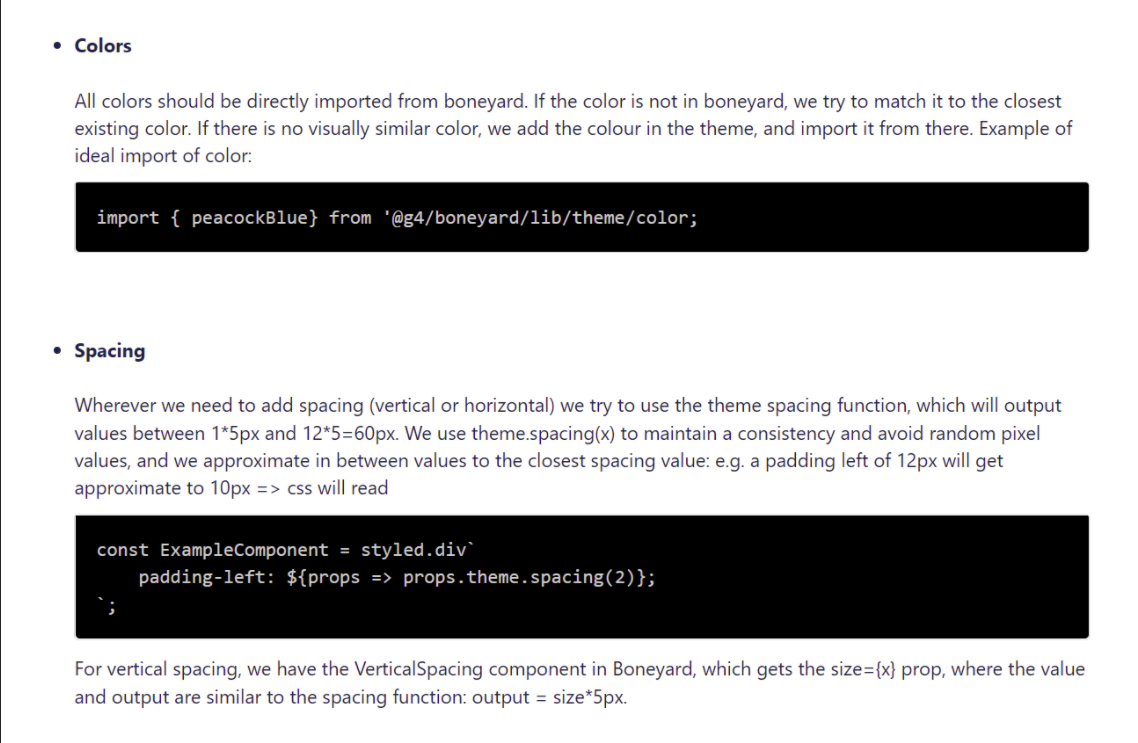 • Colors
All colors should be directly imported from boneyard. If the color is not in boneyard, we try to match it to the closest
existing color. If there is no visually similar color, we add the colour in the theme, and import it from there. Example of
ideal import of color:
import { peacockBlue} from '@g4/boneyard/lib/theme/color;
• Spacing
Wherever we need to add spacing (vertical or horizontal) we try to use the theme spacing function, which will output
values between 1*5px and 12*5=60px. We use theme.spacing(x) to maintain a consistency and avoid random pixel
values, and we approximate in between values to the closest spacing value: e.g. a padding left of 12px will get
approximate to 10px => css will read
const ExampleComponent = styled.div`
    padding-left: ${props => props.theme.spacing(2)};
`;
For vertical spacing, we have the VerticalSpacing component in Boneyard, which gets the size={x} prop, where the value
and output are similar to the spacing function: output = size*5px.